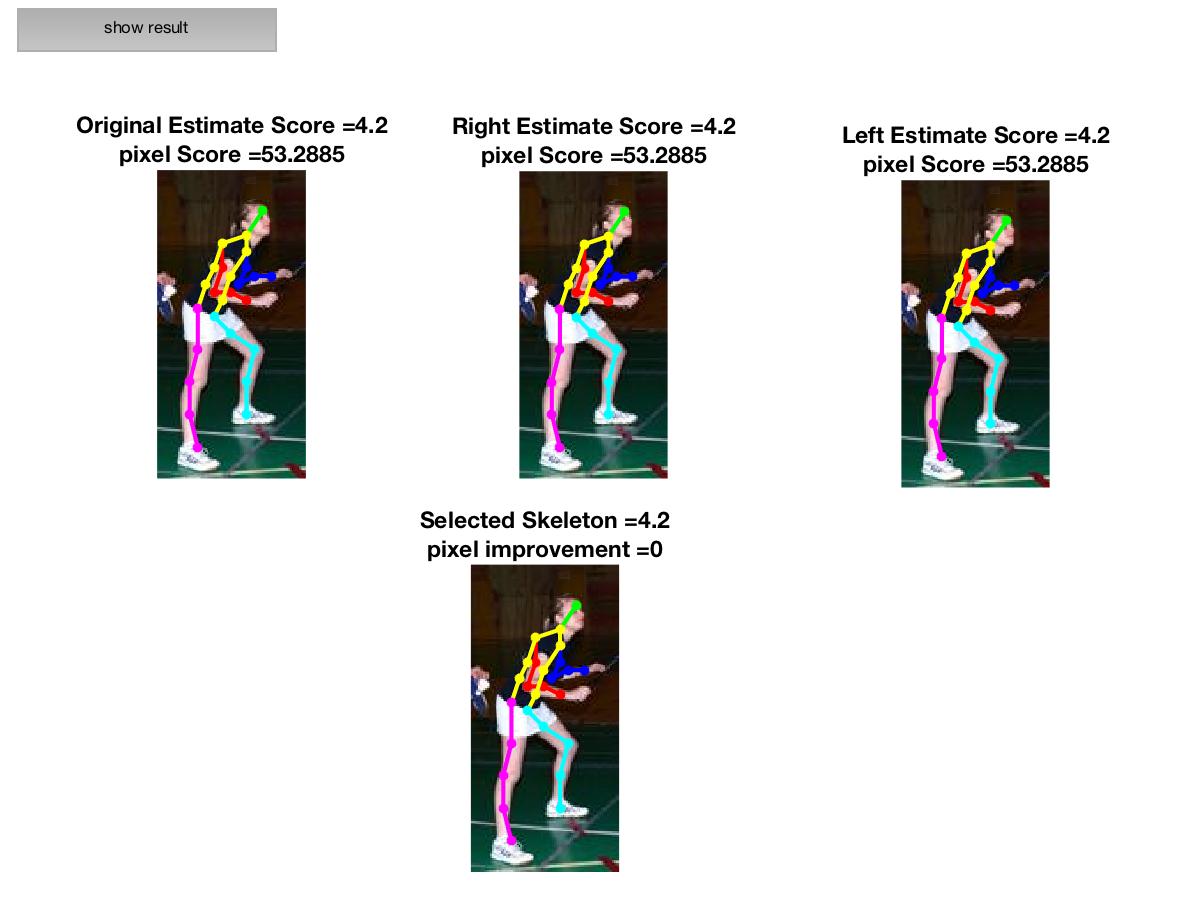 show result
Original Estimate Score =4.2
pixel Score =53.2885
Right Estimate Score =4.2
pixel Score =53.2885
Left Estimate Score =4.2
pixel Score =53.2885
Selected Skeleton =4.2
pixel improvement =0